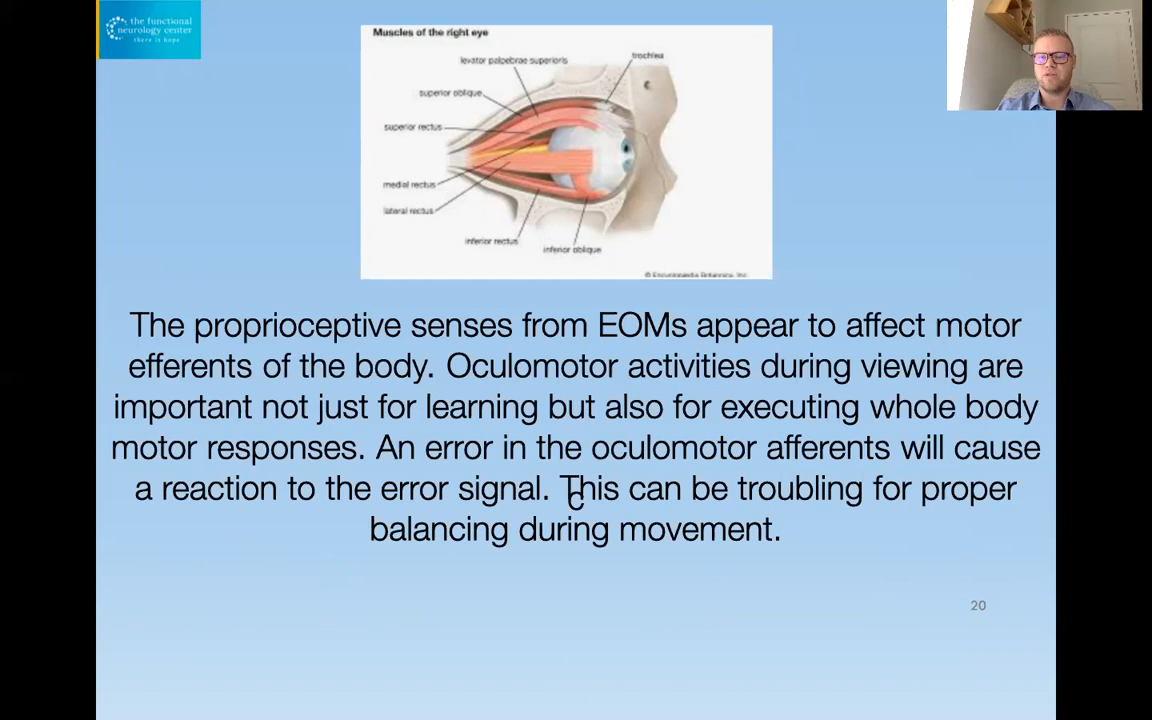 the functional
neurology center
there is hope
Muscles of the right eye
levator palpebrae superioris
trochlea
superior oblique
superior rectus
medial rectus
lateral rectus
inferior rectus
inferior oblique
© Encyclopædia Britannica, Inc.
The proprioceptive senses from EOMs appear to affect motor
efferents of the body. Oculomotor activities during viewing are
important not just for learning but also for executing whole body
motor responses. An error in the oculomotor afferents will cause
a reaction to the error signal. This can be troubling for proper
balancing during movement.
20